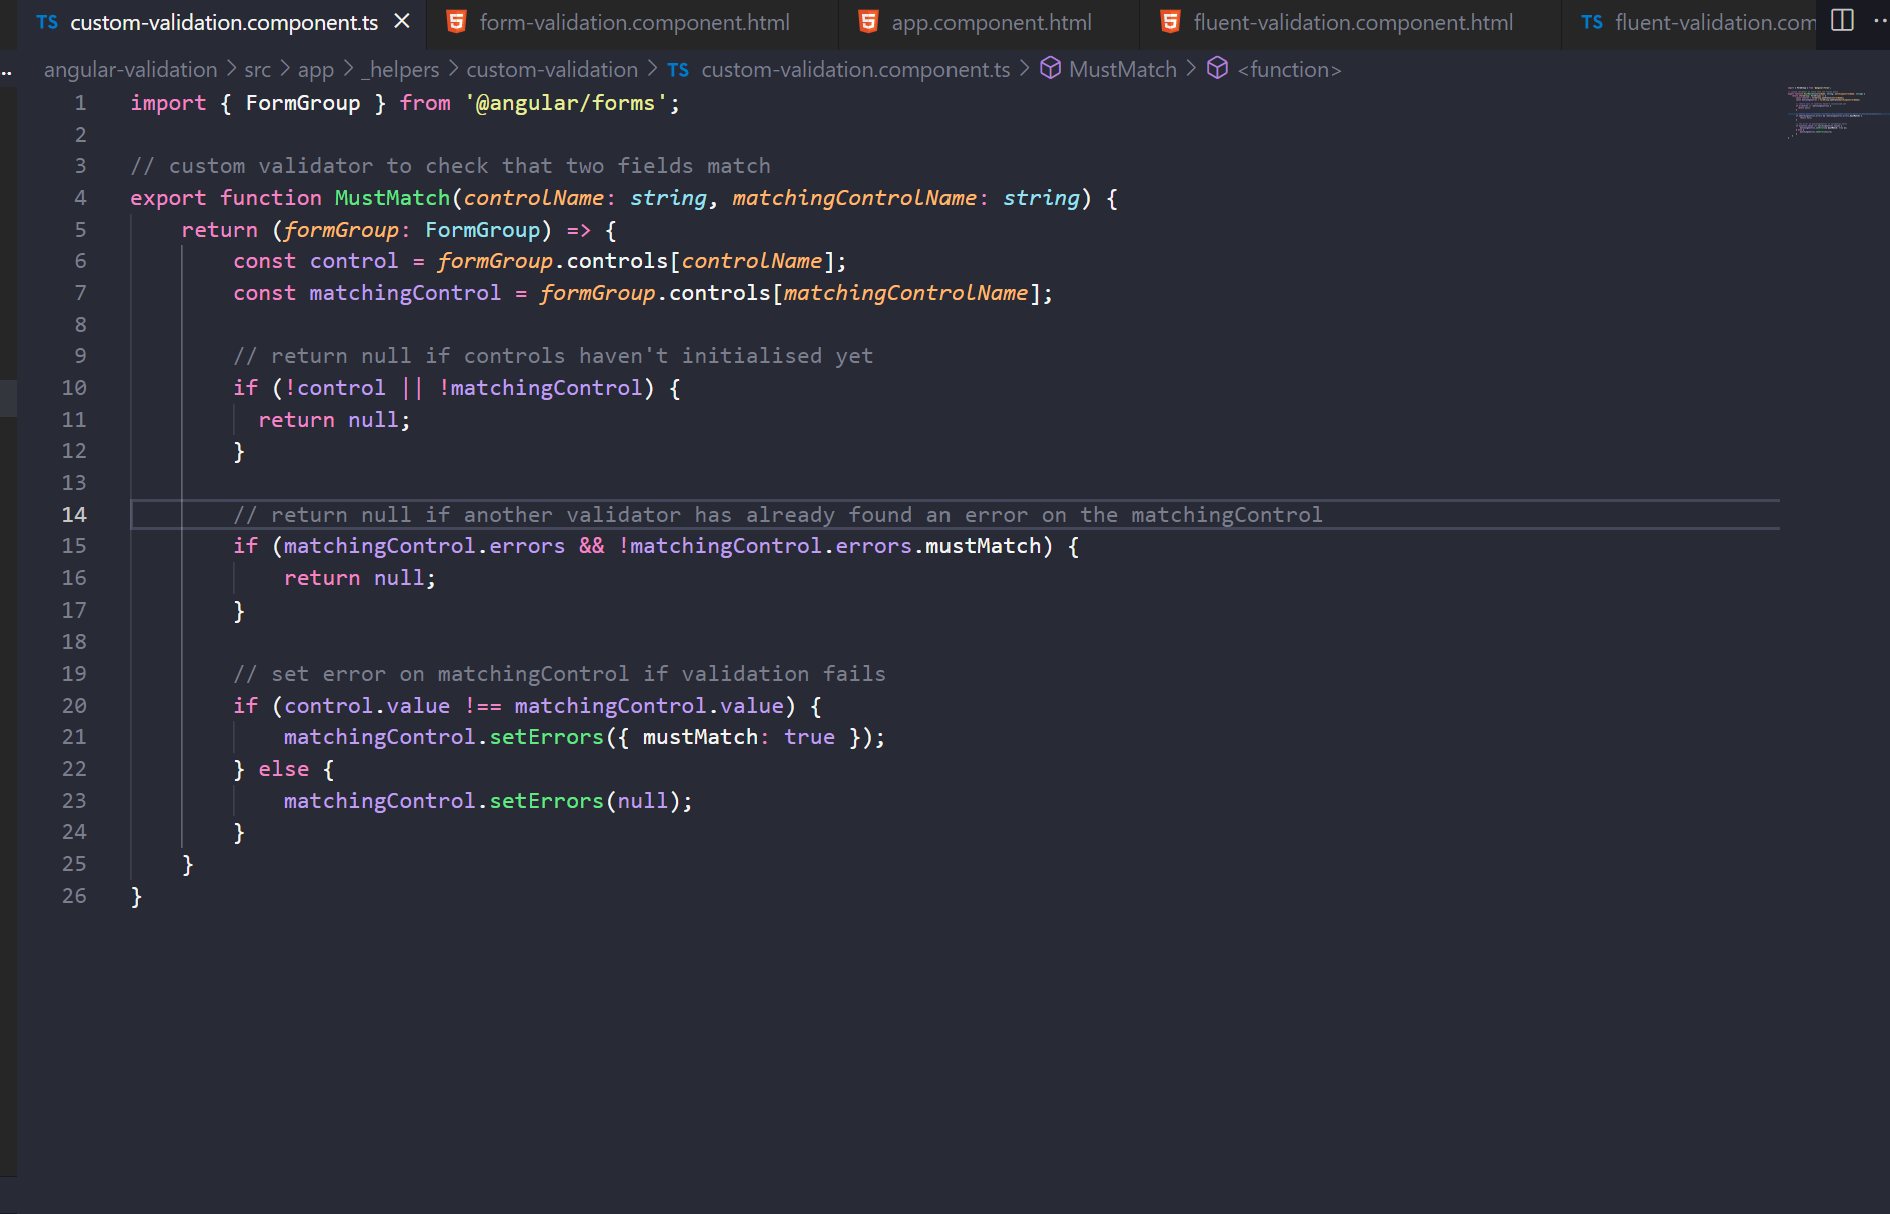 TS custom-validation.component.ts × form-validation.component.html app.component.html fluent-validation.component.html TS fluent-validation.com
angular-validation > src > app > _helpers > custom-validation > TS custom-validation.component.ts > MustMatch > <function>
1 import { FormGroup } from '@angular/forms';
2
3 // custom validator to check that two fields match
4 export function MustMatch(controlName: string, matchingControlName: string) {
5 return (formGroup: FormGroup) => {
6 const control = formGroup.controls[controlName];
7 const matchingControl = formGroup.controls[matchingControlName];
8
9 // return null if controls haven't initialised yet
10 if (!control || !matchingControl) {
11 return null;
12 }
13
14 // return null if another validator has already found an error on the matchingControl
15 if (matchingControl.errors && !matchingControl.errors.mustMatch) {
16 return null;
17 }
18
19 // set error on matchingControl if validation fails
20 if (control.value !== matchingControl.value) {
21 matchingControl.setErrors({ mustMatch: true });
22 } else {
23 matchingControl.setErrors(null);
24 }
25 }
26 }